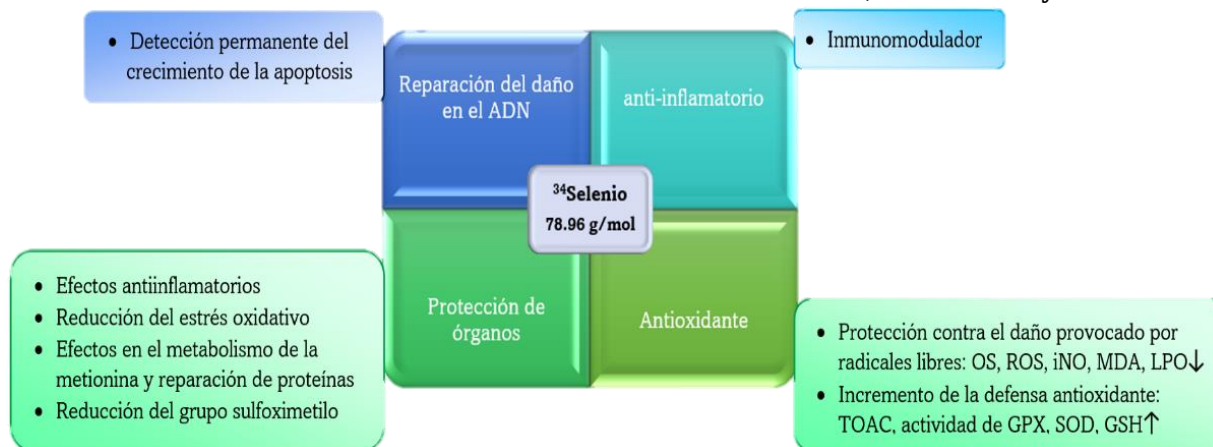 • Detección permanente del
crecimiento de la apoptosis
Reparación del daño
en el ADN
anti-inflamatorio
• Inmunomodulador
³⁴Selenio
78.96 g/mol
• Efectos antiinflamatorios
• Reducción del estrés oxidativo
• Efectos en el metabolismo de la
metionina y reparación de proteínas
• Reducción del grupo sulfoximetilo
Protección de
órganos
Antioxidante
• Protección contra el daño provocado por
radicales libres: OS, ROS, iNO, MDA, LPO↓
• Incremento de la defensa antioxidante:
TOAC, actividad de GPX, SOD, GSH↑